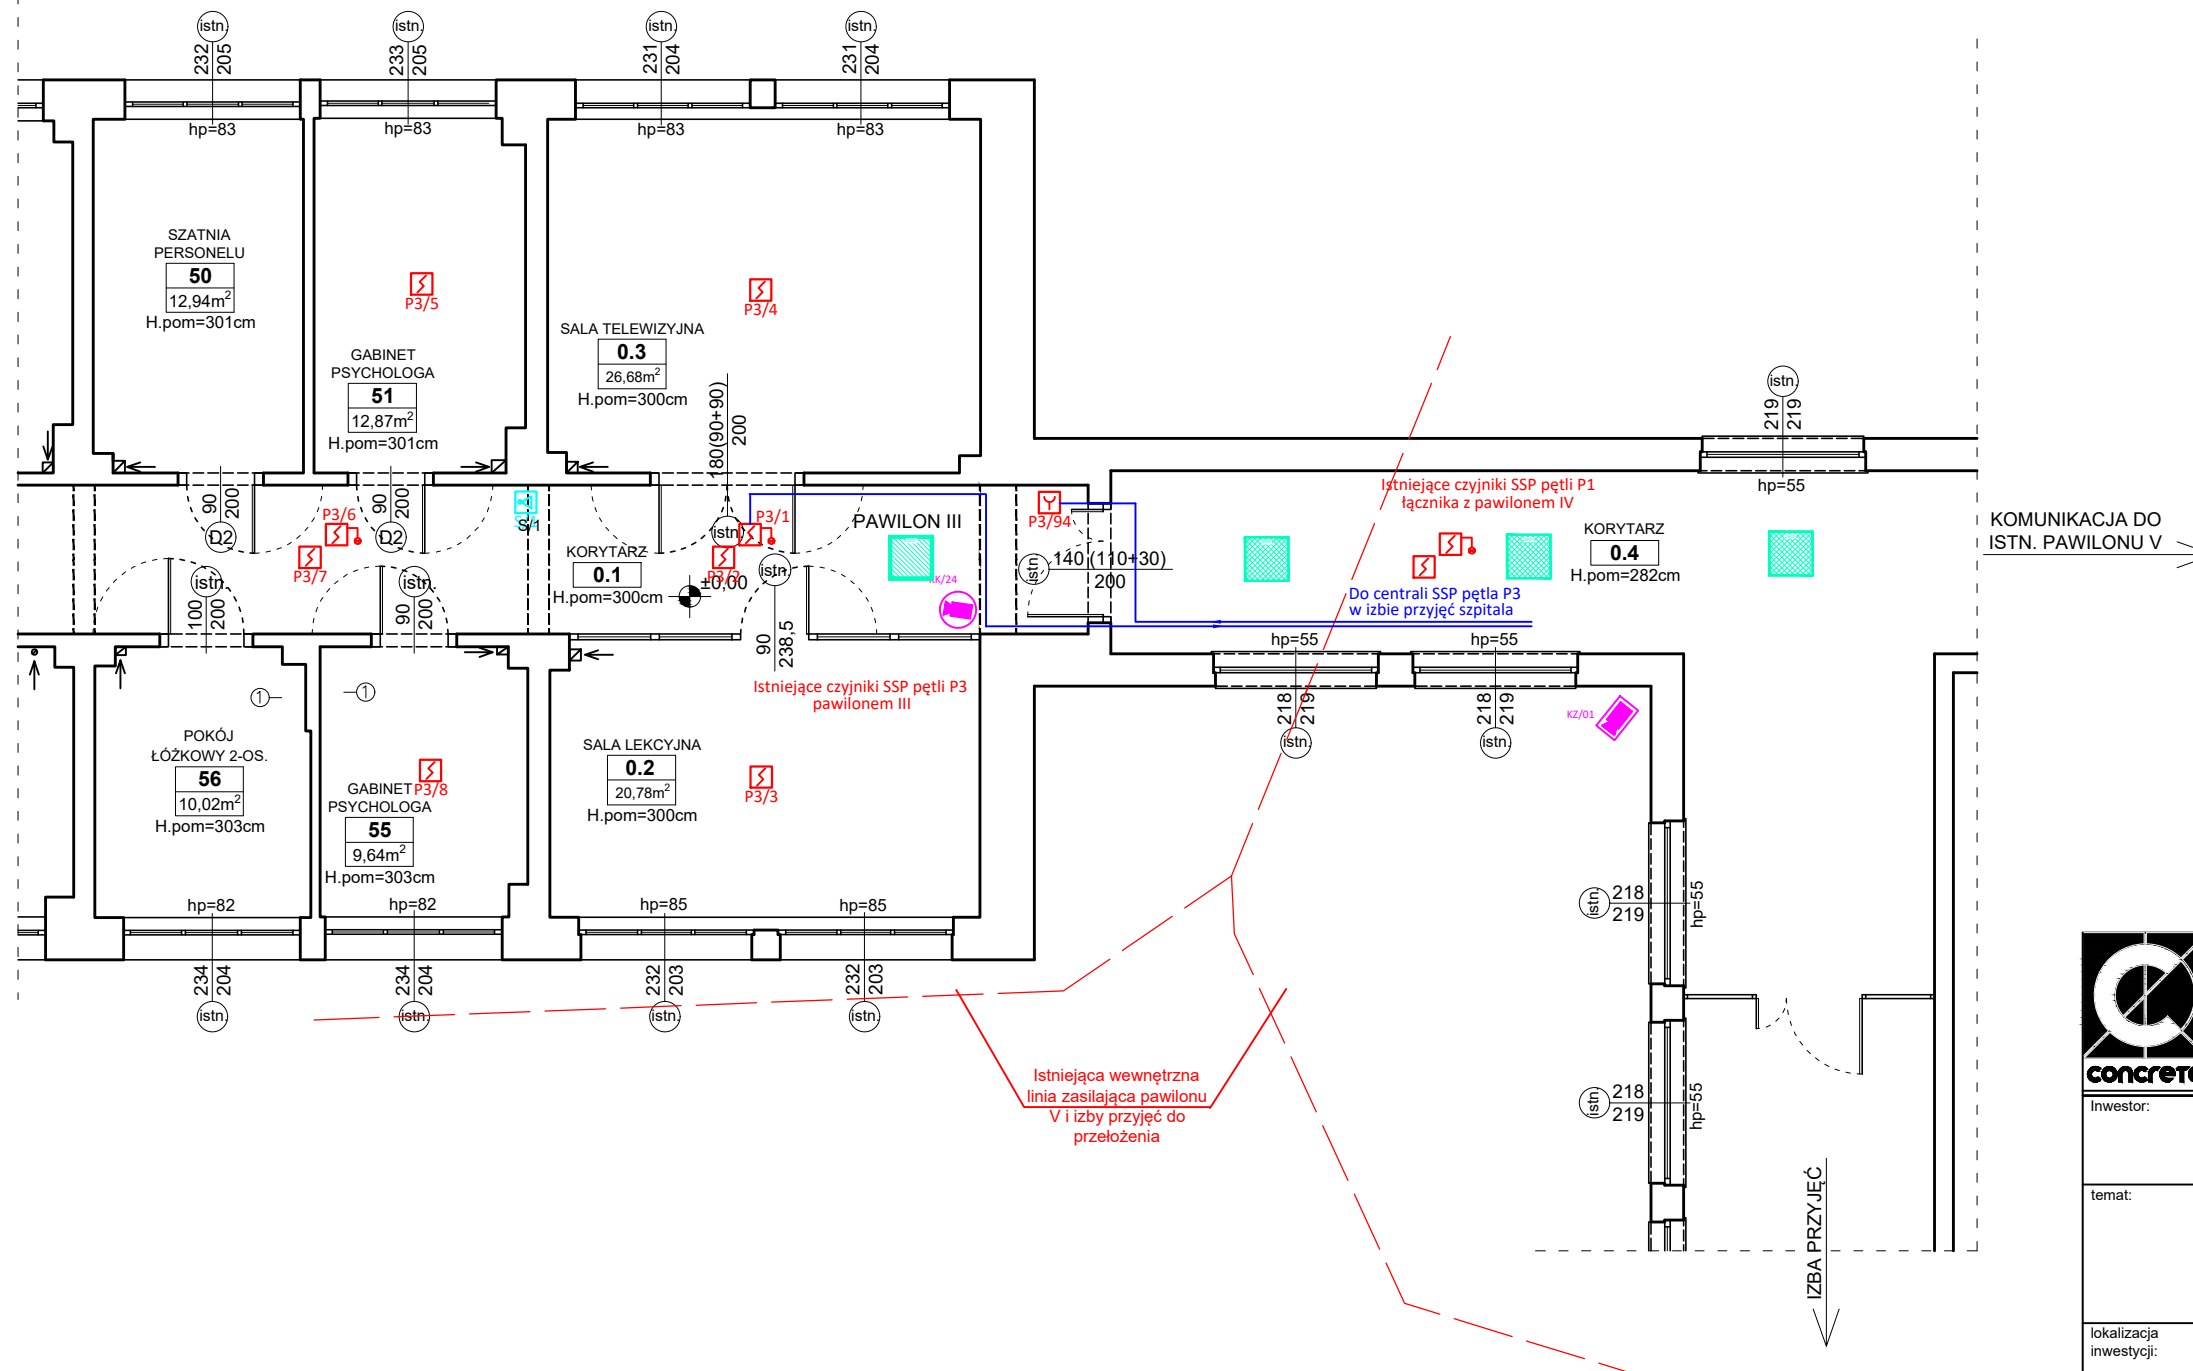 istn.
232
205
istn.
233
205
istn.
231
204
istn.
231
204
hp=83
hp=83
hp=83
hp=83
SZATNIA
PERSONELU
50
12,94m²
H.pom=301cm
P3/5
GABINET
PSYCHOLOGA
51
12,87m²
H.pom=301cm
P3/4
SALA TELEWIZYJNA
0.3
26,68m²
H.pom=300cm
180(90+90)
200
istn.
219
219
hp=55
90
200
D2
90
200
D2
P3/6
P3/7
S/1
istn.
P3/1
P3/2
PAWILON III
KORYTARZ
0.1
H.pom=300cm
±0,00
istn.
90
238,5
KK/24
P3/94
istn.
140 (110+30)
200
Istniejące czyjniki SSP pętli P1
łącznika z pawilonem IV
KORYTARZ
0.4
H.pom=282cm
Do centrali SSP pętla P3
w izbie przyjęć szpitala
KOMUNIKACJA DO
ISTN. PAWILONU V
istn.
100
200
istn.
90
200
hp=55
hp=55
218
219
istn.
218
219
istn.
KZ/01
1
1
Istniejące czyjniki SSP pętli P3
pawilonem III
POKÓJ
ŁÓŻKOWY 2-OS.
56
10,02m²
H.pom=303cm
GABINET
PSYCHOLOGA
55
9,64m²
H.pom=303cm
P3/8
SALA LEKCYJNA
0.2
20,78m²
H.pom=300cm
P3/3
hp=82
hp=82
hp=85
hp=85
234
204
istn.
234
204
istn.
232
203
istn.
232
203
istn.
istn.
218
219
hp=55
istn.
218
219
hp=55
Istniejąca wewnętrzna
linia zasilająca pawilonu
V i izby przyjęć do
przełożenia
IZBA PRZYJĘĆ
concrete
Inwestor:
temat:
lokalizacja
inwestycji: